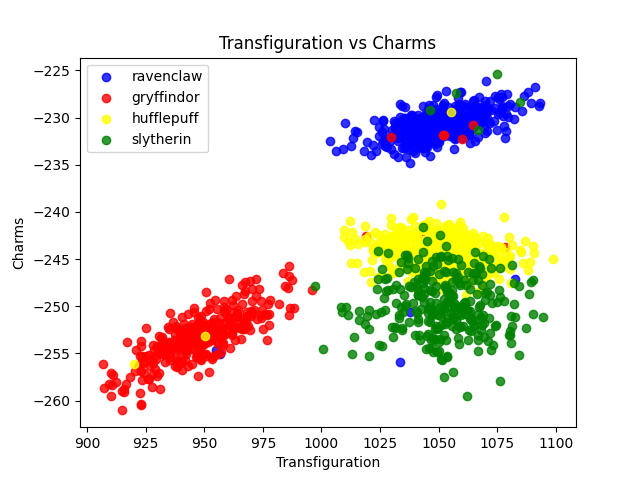 Transfiguration vs Charms
ravenclaw
gryffindor
hufflepuff
slytherin
Charms
−225
−230
−235
−240
−245
−250
−255
−260
900
925
950
975
1000
1025
1050
1075
1100
Transfiguration